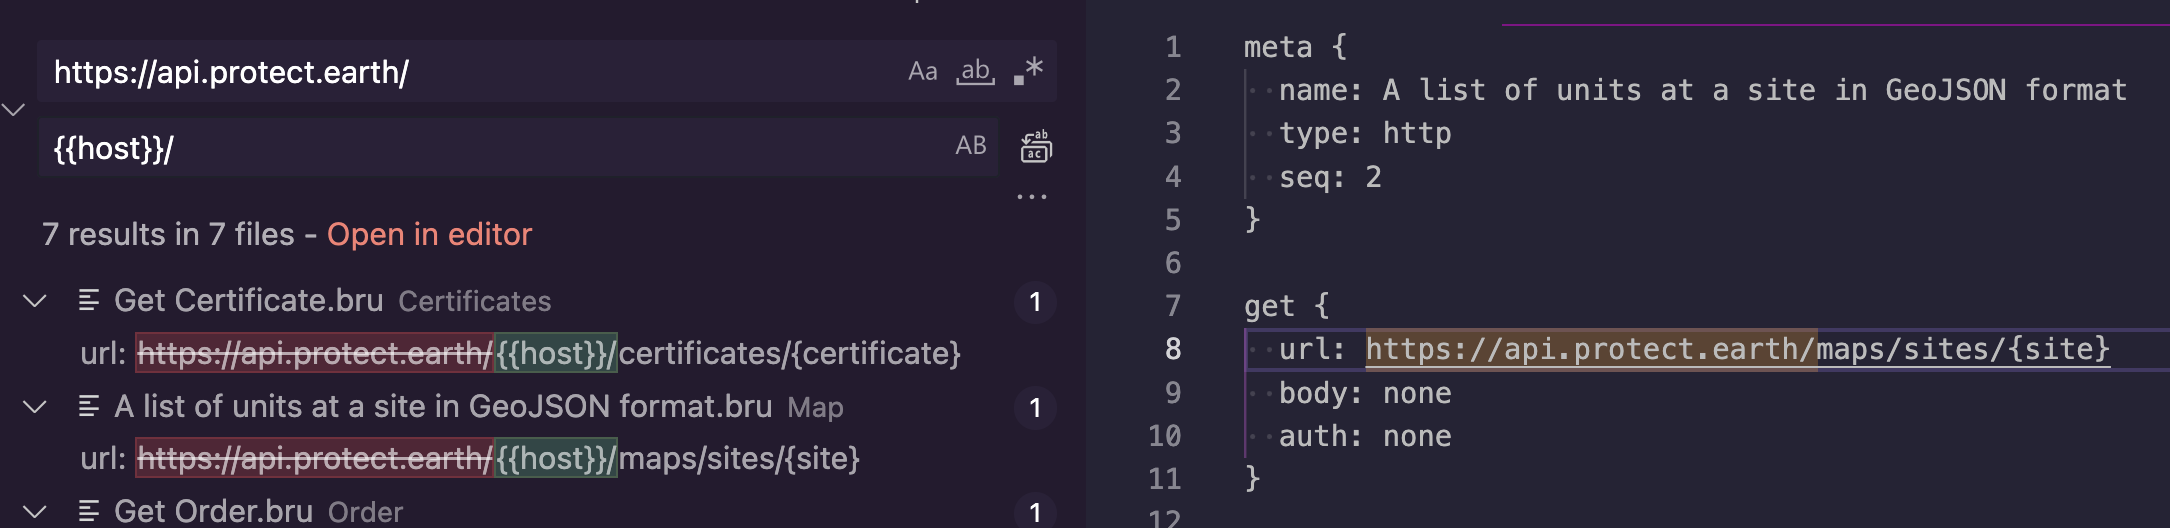 https://api.protect.earth/
Aa
ab
.*
{{host}}/
AB
ab
ac
...
7 results in 7 files - Open in editor
Get Certificate.bru Certificates 1
url: https://api.protect.earth/{{host}}/certificates/{certificate}
A list of units at a site in GeoJSON format.bru Map 1
url: https://api.protect.earth/{{host}}/maps/sites/{site}
Get Order.bru Order 1
1 meta {
2 name: A list of units at a site in GeoJSON format
3 type: http
4 seq: 2
5 }
6
7 get {
8 url: https://api.protect.earth/maps/sites/{site}
9 body: none
10 auth: none
11 }
12